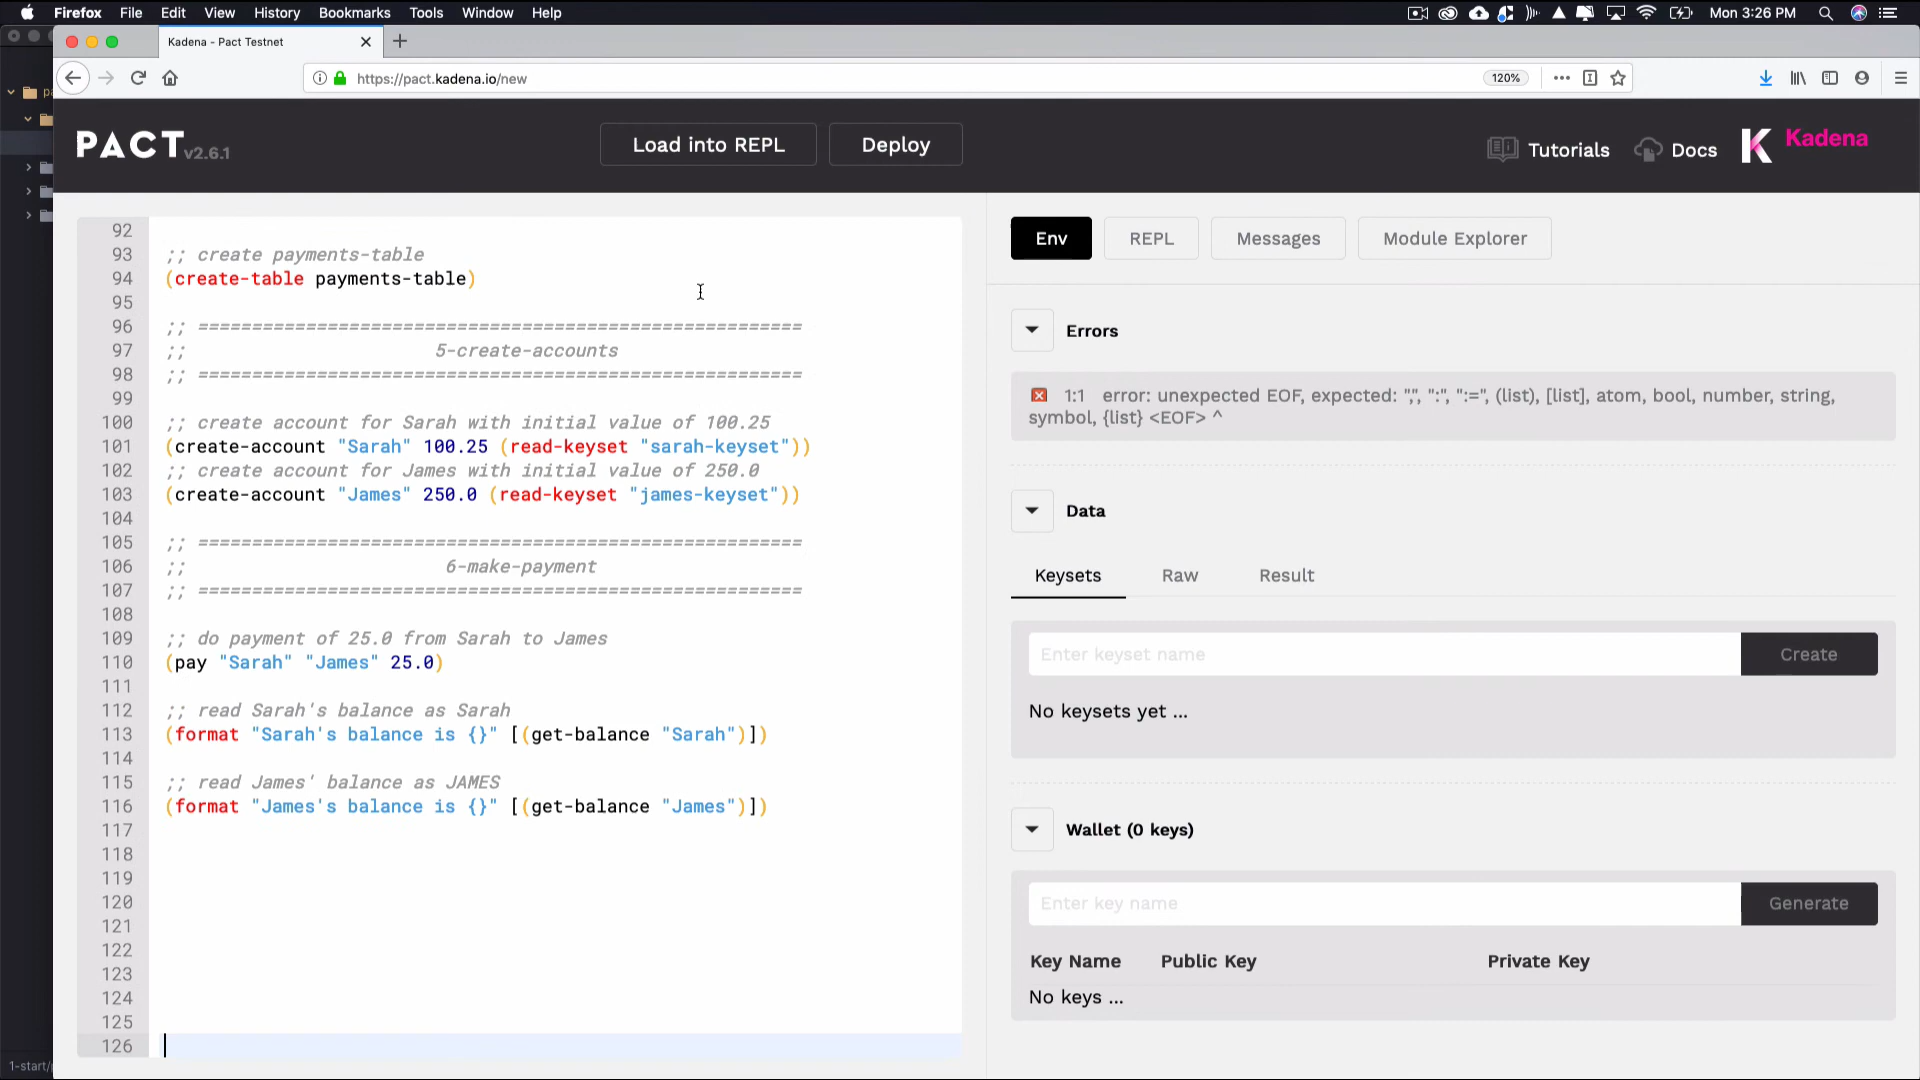 Firefox File Edit View History Bookmarks Tools Window Help Mon 3:26 PM
Kadena - Pact Testnet
https://pact.kadena.io/new 120%
PACT v2.6.1
Load into REPL
Deploy
Tutorials
Docs
Kadena
92
93 ;; create payments-table
94 (create-table payments-table)
95
96 ;; ========================================================
97 ;; 5-create-accounts
98 ;; ========================================================
99
100 ;; create account for Sarah with initial value of 100.25
101 (create-account "Sarah" 100.25 (read-keyset "sarah-keyset"))
102 ;; create account for James with initial value of 250.0
103 (create-account "James" 250.0 (read-keyset "james-keyset"))
104
105 ;; ========================================================
106 ;; 6-make-payment
107 ;; ========================================================
108
109 ;; do payment of 25.0 from Sarah to James
110 (pay "Sarah" "James" 25.0)
111
112 ;; read Sarah's balance as Sarah
113 (format "Sarah's balance is {}" [(get-balance "Sarah")])
114
115 ;; read James' balance as JAMES
116 (format "James's balance is {}" [(get-balance "James")])
117
118
119
120
121
122
123
124
125
126
Env REPL Messages Module Explorer
Errors
1:1 error: unexpected EOF, expected: ",", ":", ":=", (list), [list], atom, bool, number, string,
symbol, {list} <EOF> ^
Data
Keysets Raw Result
Enter keyset name Create
No keysets yet ...
Wallet (0 keys)
Enter key name Generate
Key Name Public Key Private Key
No keys ...
1-start/